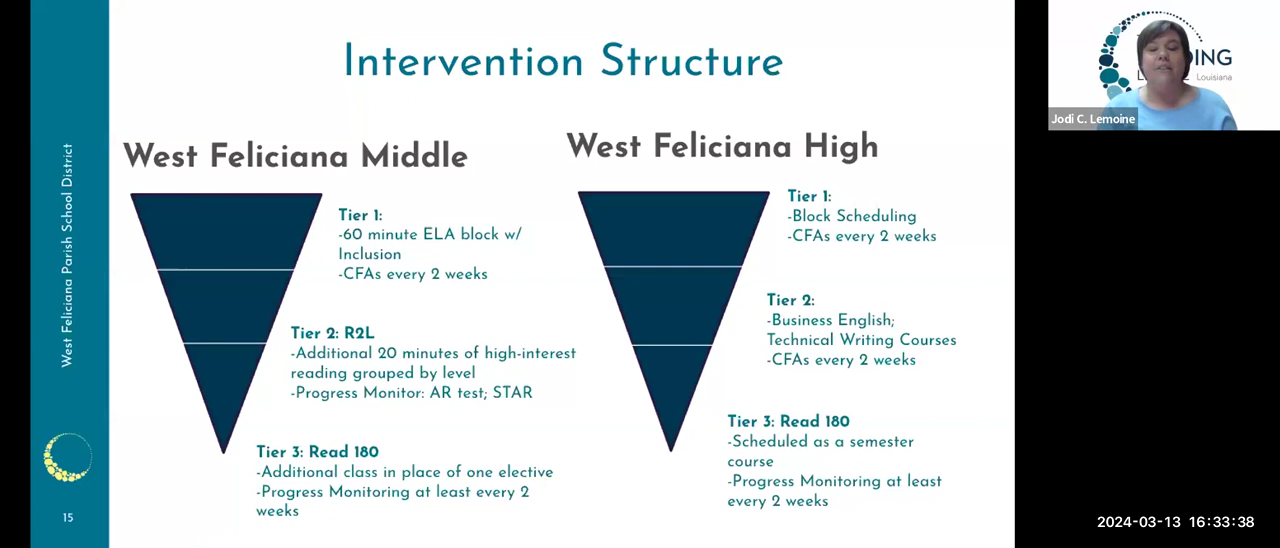 Intervention Structure
West Feliciana Middle
Tier 1:
-60 minute ELA block w/
Inclusion
-CFAs every 2 weeks
Tier 2: R2L
-Additional 20 minutes of high-interest
reading grouped by level
-Progress Monitor: AR test; STAR
Tier 3: Read 180
-Additional class in place of one elective
-Progress Monitoring at least every 2
weeks
West Feliciana High
Tier 1:
-Block Scheduling
-CFAs every 2 weeks
Tier 2:
-Business English;
Technical Writing Courses
-CFAs every 2 weeks
Tier 3: Read 180
-Scheduled as a semester
course
-Progress Monitoring at least
every 2 weeks
West Feliciana Parish School District
15
Louisiana
Jodi C. Lemoine
2024-03-13 16:33:38